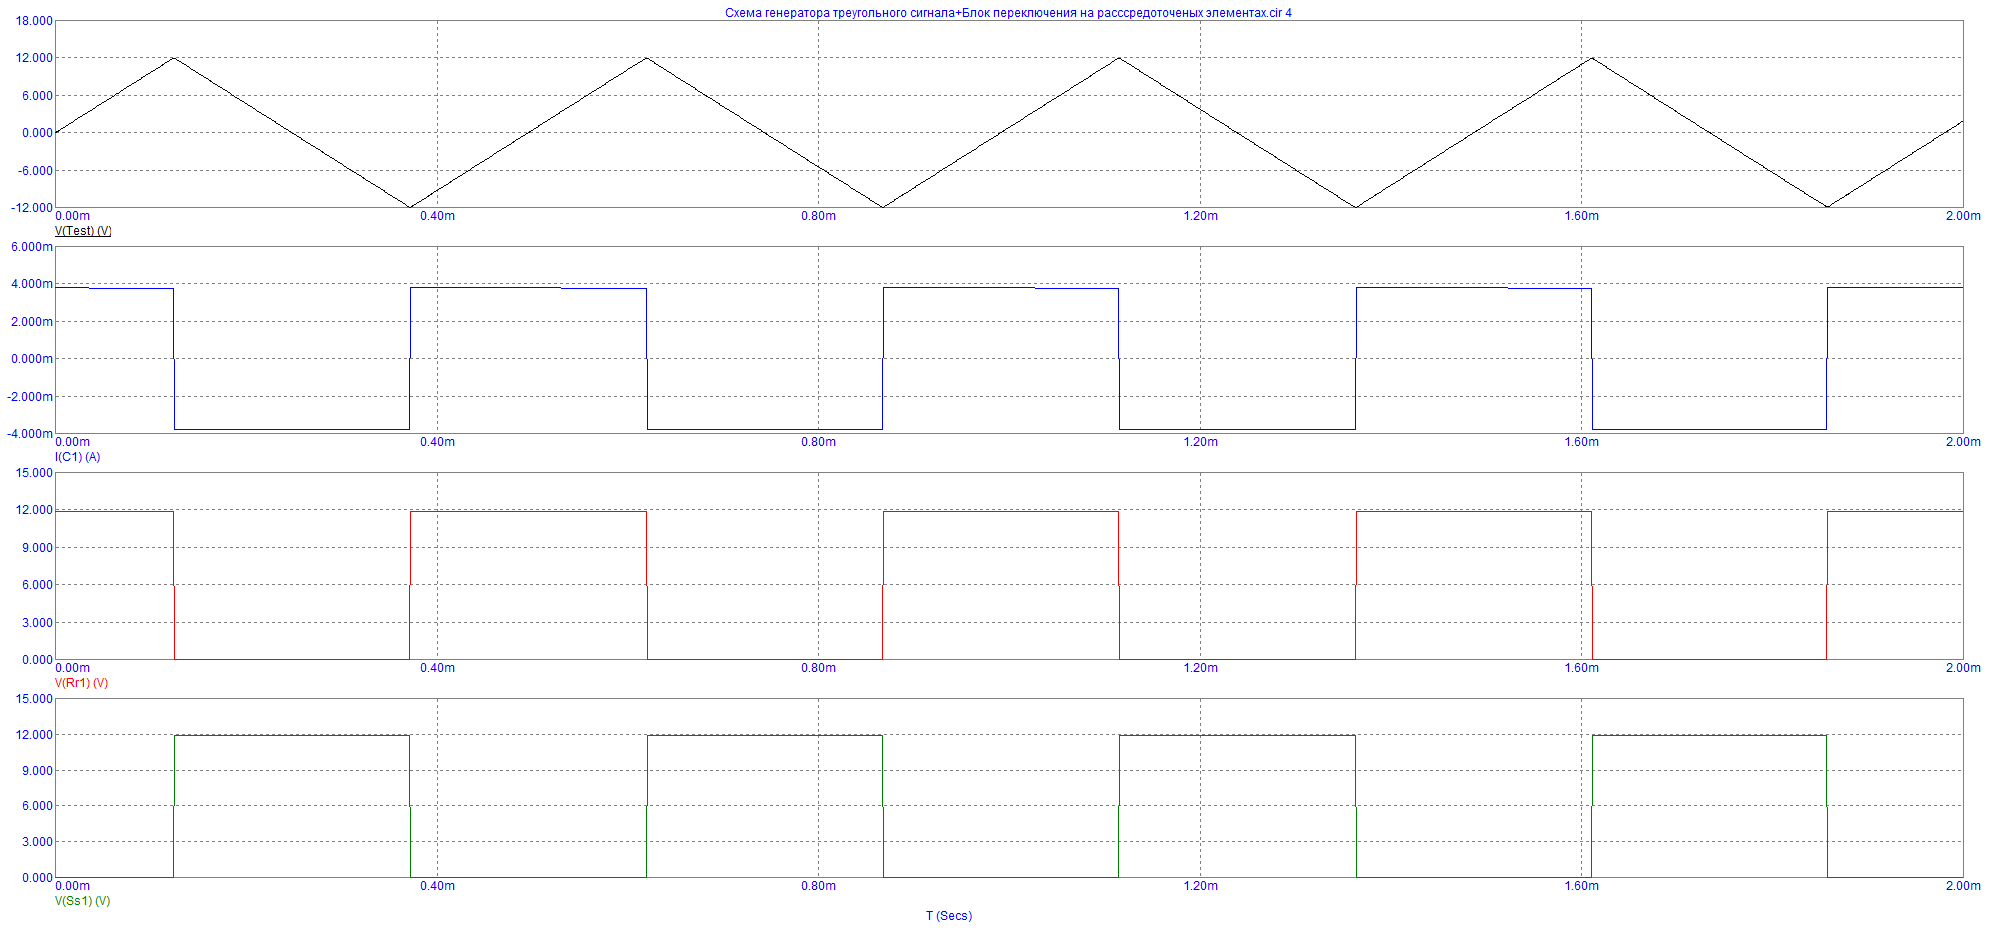 Схема генератора треугольного сигнала+Блок переключения на расссредоточеных элементах.cir 4
18.000
12.000
6.000
0.000
-6.000
-12.000
0.00m 0.40m 0.80m 1.20m 1.60m 2.00m
V(Test) (V)
6.000m
4.000m
2.000m
0.000m
-2.000m
-4.000m
0.00m 0.40m 0.80m 1.20m 1.60m 2.00m
I(C1) (A)
15.000
12.000
9.000
6.000
3.000
0.000
0.00m 0.40m 0.80m 1.20m 1.60m 2.00m
V(Rr1) (V)
15.000
12.000
9.000
6.000
3.000
0.000
0.00m 0.40m 0.80m 1.20m 1.60m 2.00m
V(Ss1) (V)
T (Secs)